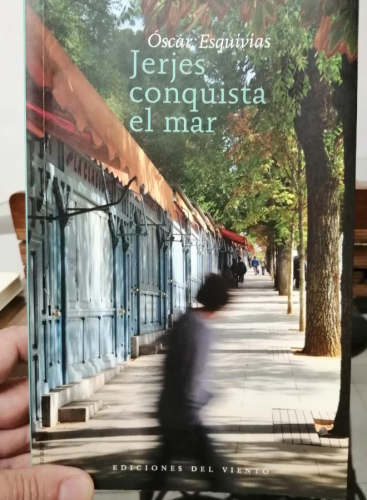 Óscar Esquivias
Jerjes
conquista
el mar
EDICIONES DEL VIENTO